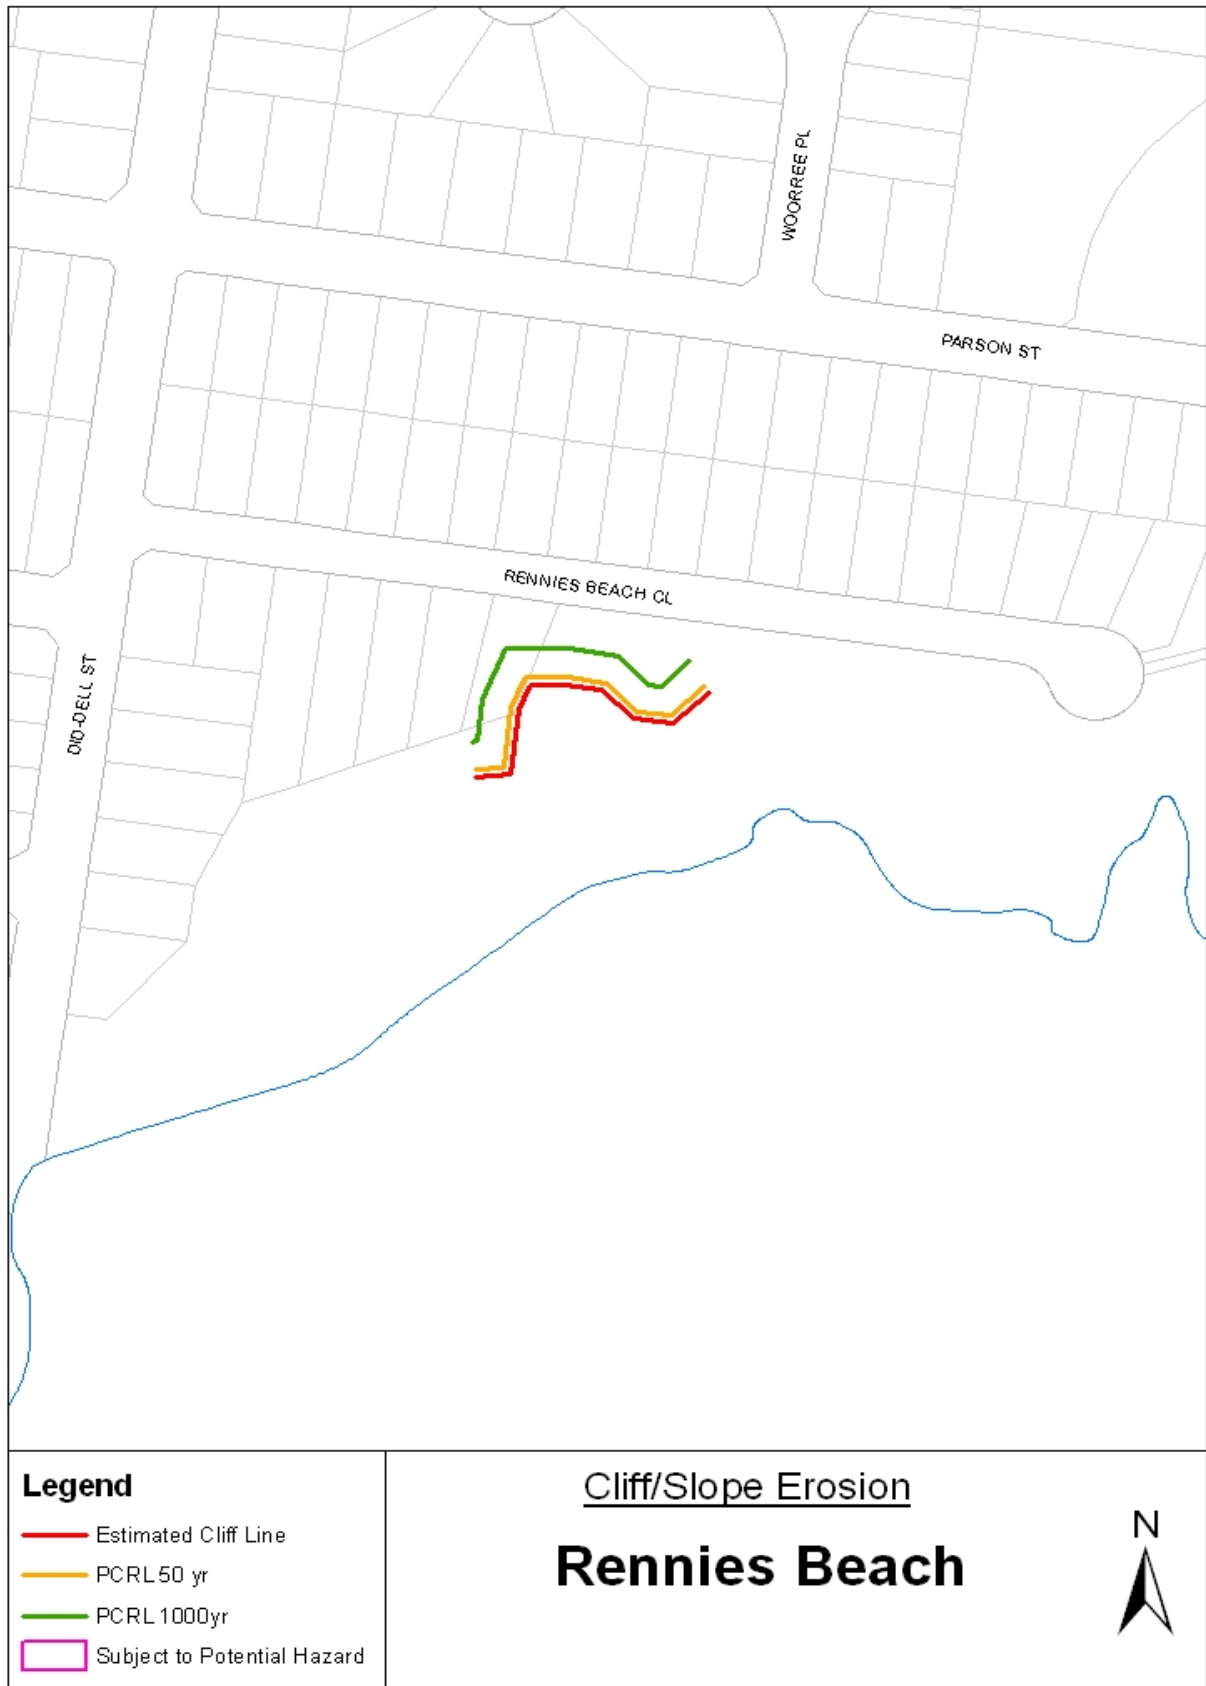 WOORREE PL
PARSON ST
RENNIES BEACH CL
DID-DELL ST
Legend
Estimated Cliff Line
PCRL 50 yr
PCRL 1000yr
Subject to Potential Hazard
Cliff/Slope Erosion
Rennies Beach
N